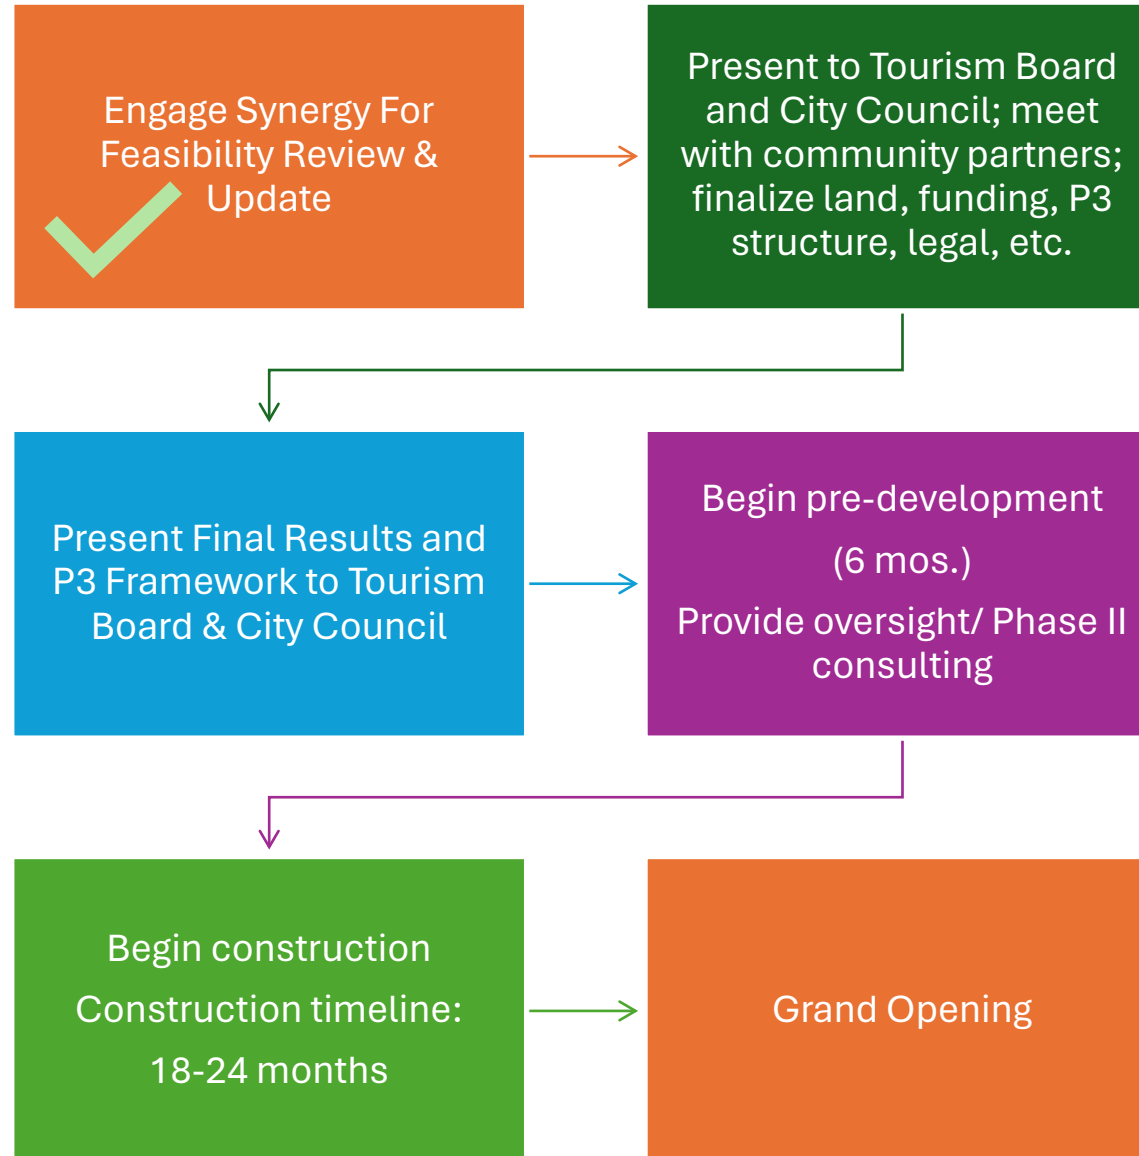 Engage Synergy For
Feasibility Review &
Update
Present to Tourism Board
and City Council; meet
with community partners;
finalize land, funding, P3
structure, legal, etc.
Present Final Results and
P3 Framework to Tourism
Board & City Council
Begin pre-development
(6 mos.)
Provide oversight/ Phase II
consulting
Begin construction
Construction timeline:
18-24 months
Grand Opening